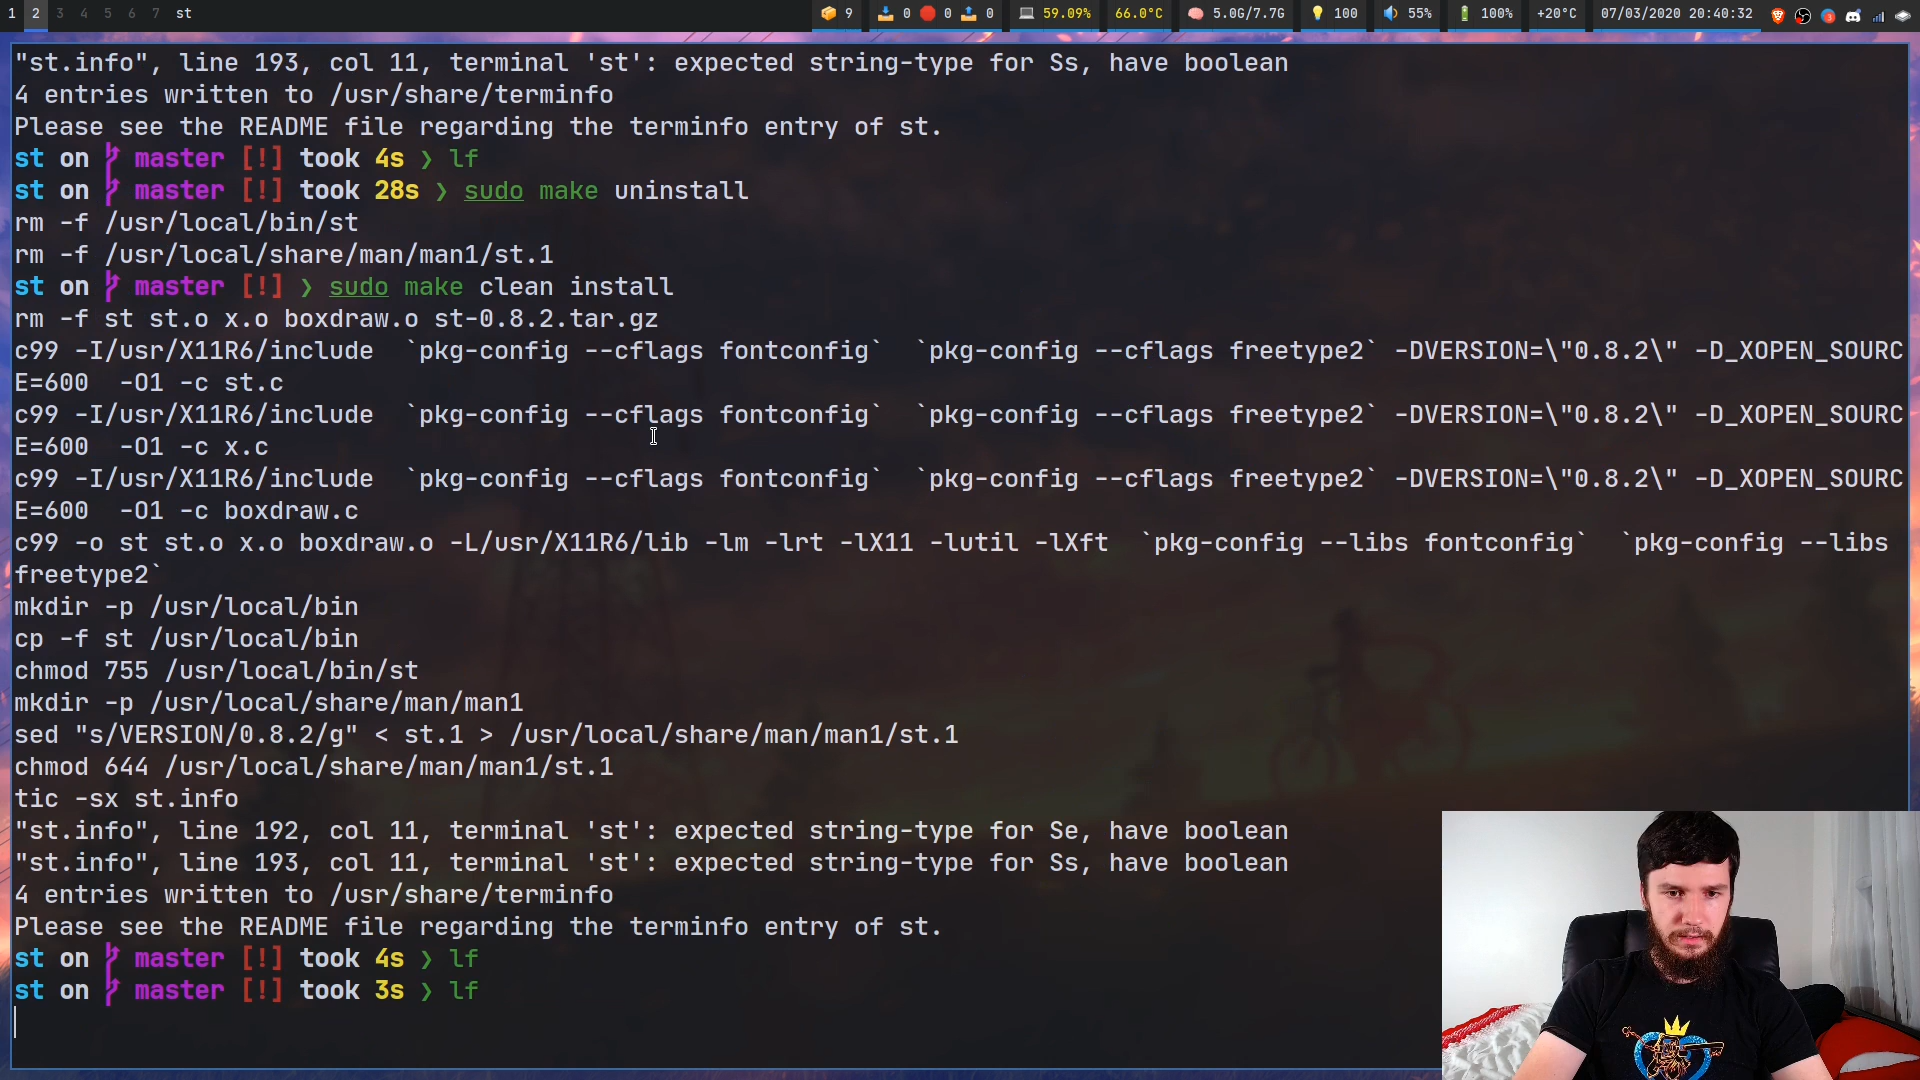 1 2 3 4 5 6 7 st 9 0 0 0 59.09% 66.0°C 5.0G/7.7G 100 55% 100% +20°C 07/03/2020 20:40:32
"st.info", line 193, col 11, terminal 'st': expected string-type for Ss, have boolean
4 entries written to /usr/share/terminfo
Please see the README file regarding the terminfo entry of st.
st on master [!] took 4s ❯ lf
st on master [!] took 28s ❯ sudo make uninstall
rm -f /usr/local/bin/st
rm -f /usr/local/share/man/man1/st.1
st on master [!] ❯ sudo make clean install
rm -f st st.o x.o boxdraw.o st-0.8.2.tar.gz
c99 -I/usr/X11R6/include  `pkg-config --cflags fontconfig`  `pkg-config --cflags freetype2` -DVERSION=\"0.8.2\" -D_XOPEN_SOURC
E=600  -O1 -c st.c
c99 -I/usr/X11R6/include  `pkg-config --cflags fontconfig`  `pkg-config --cflags freetype2` -DVERSION=\"0.8.2\" -D_XOPEN_SOURC
E=600  -O1 -c x.c
c99 -I/usr/X11R6/include  `pkg-config --cflags fontconfig`  `pkg-config --cflags freetype2` -DVERSION=\"0.8.2\" -D_XOPEN_SOURC
E=600  -O1 -c boxdraw.c
c99 -o st st.o x.o boxdraw.o -L/usr/X11R6/lib -lm -lrt -lX11 -lutil -lXft  `pkg-config --libs fontconfig`  `pkg-config --libs
freetype2`
mkdir -p /usr/local/bin
cp -f st /usr/local/bin
chmod 755 /usr/local/bin/st
mkdir -p /usr/local/share/man/man1
sed "s/VERSION/0.8.2/g" < st.1 > /usr/local/share/man/man1/st.1
chmod 644 /usr/local/share/man/man1/st.1
tic -sx st.info
"st.info", line 192, col 11, terminal 'st': expected string-type for Se, have boolean
"st.info", line 193, col 11, terminal 'st': expected string-type for Ss, have boolean
4 entries written to /usr/share/terminfo
Please see the README file regarding the terminfo entry of st.
st on master [!] took 4s ❯ lf
st on master [!] took 3s ❯ lf